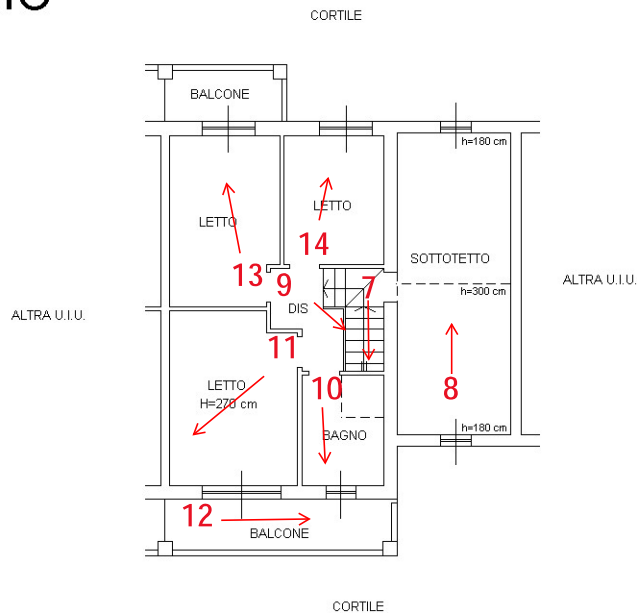 CORTILE
BALCONE
h=180 cm
LETTO
LETTO
14
13
9
7
SOTTOTETTO
ALTRA U.I.U.
h=300 cm
DIS
ALTRA U.I.U.
11
LETTO
10
8
H=270 cm
h=180 cm
BAGNO
12
BALCONE
CORTILE